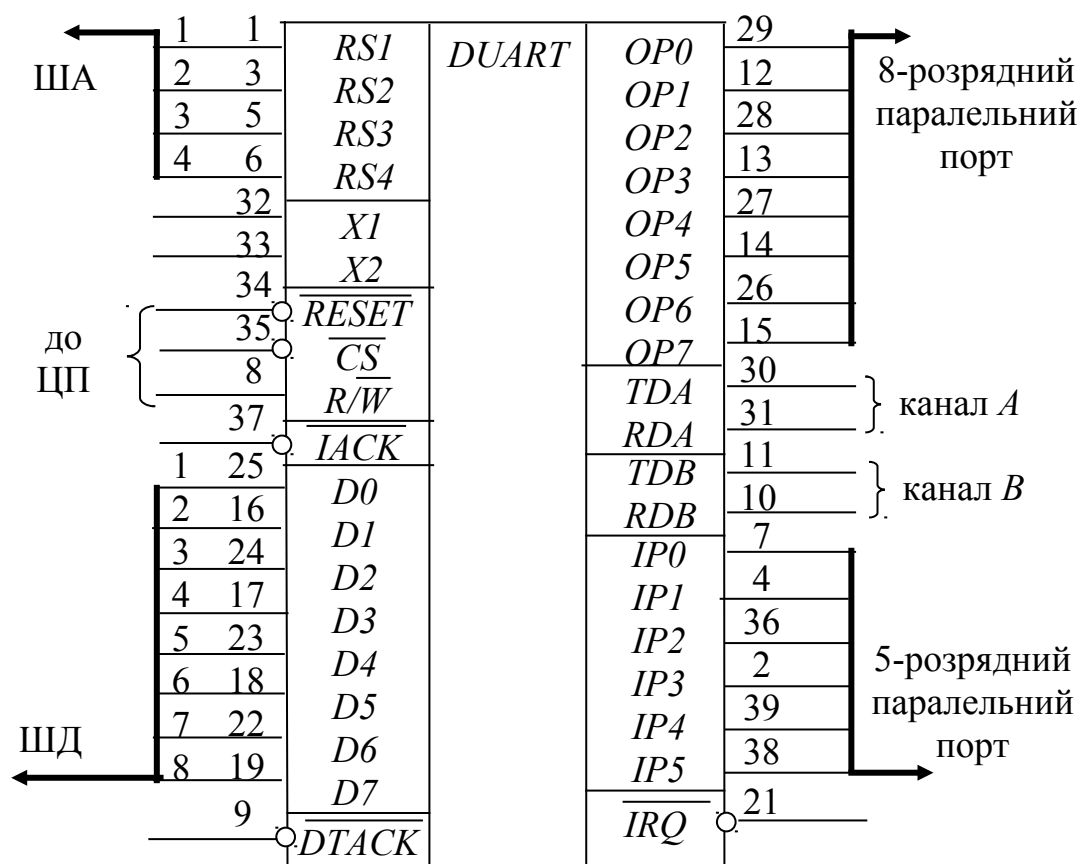 1 1 RS1 DUART OP0 29
ША 2 3 RS2 OP1 12 8-розрядний
3 5 RS3 OP2 28 паралельний
4 6 RS4 OP3 13 порт
32 X1 OP4 27
33 X2 OP5 14
34 RESET OP6 26
до 35 CS OP7 15
ЦП 8 R/W TDA 30 канал A
37 IACK RDA 31
1 25 D0 TDB 11 канал B
2 16 D1 RDB 10
3 24 D2 IP0 7
4 17 D3 IP1 4
5 23 D4 IP2 36
6 18 D5 IP3 2 5-розрядний
7 22 D6 IP4 39 паралельний
ШД 8 19 D7 IP5 38 порт
9 DTACK IRQ 21